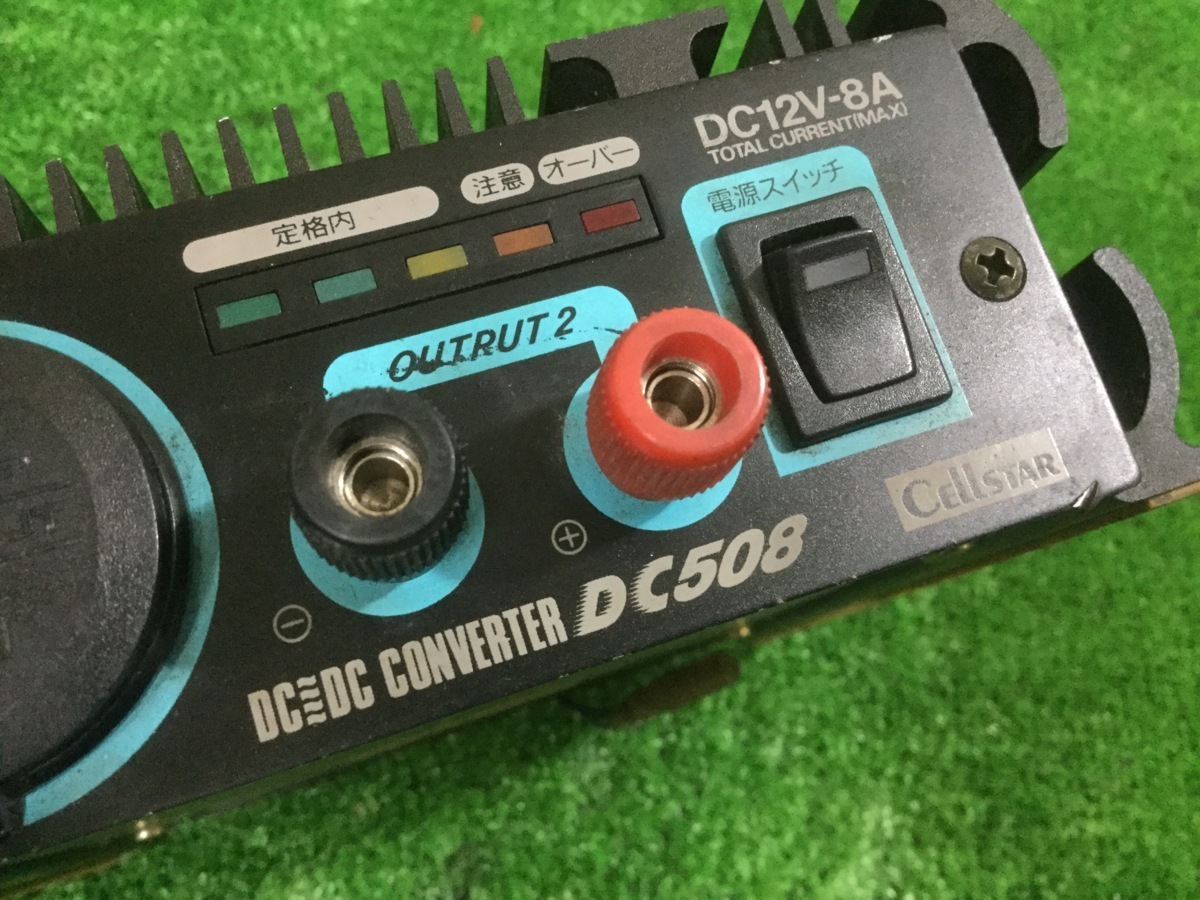 DC12V-8A
TOTAL CURRENT(MAX)
定格内
注意
オーバー
電源スイッチ
OUTPUT 2
CellSTAR
⊖
⊕
DC DC CONVERTER DC508